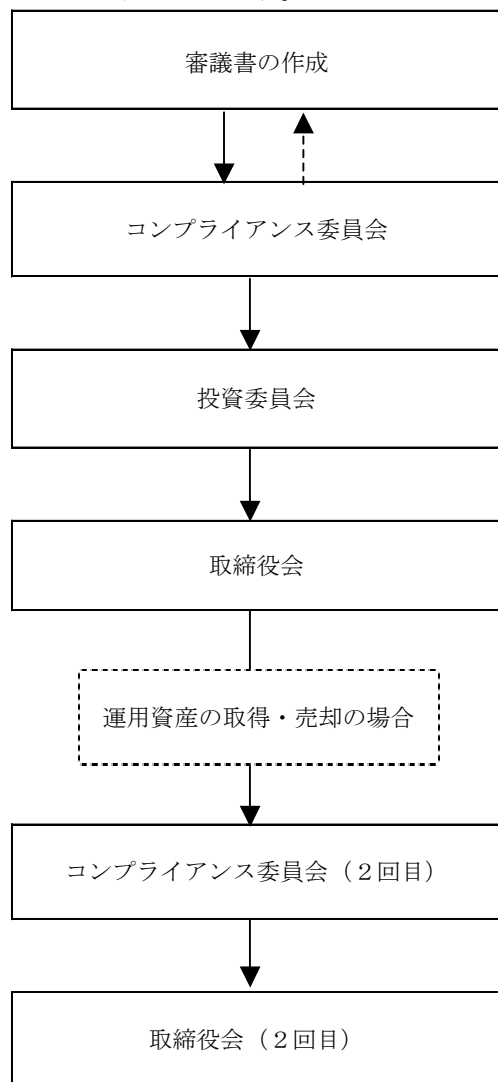 審議書の作成
コンプライアンス委員会
投資委員会
取締役会
運用資産の取得・売却の場合
コンプライアンス委員会（２回目）
取締役会（２回目）